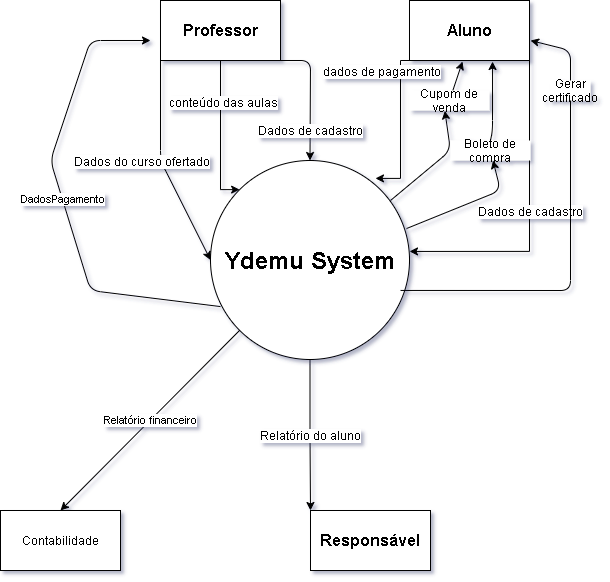 Professor
Aluno
dados de pagamento
Gerar
certificado
Cupom de
venda
conteúdo das aulas
Dados de cadastro
Boleto de
compra
Dados do curso ofertado
DadosPagamento
Dados de cadastro
Ydemu System
Relatório financeiro
Relatório do aluno
Contabilidade
Responsável